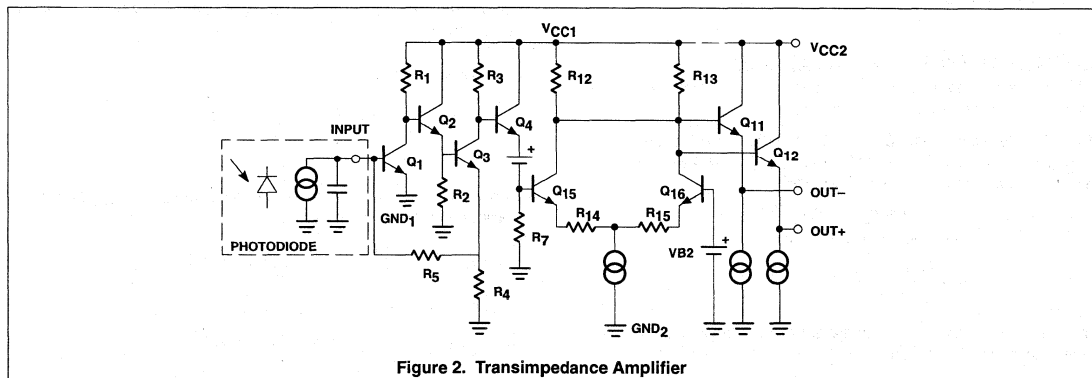 VCC1
VCC2
R1
R3
R12
R13
Q2
Q4
Q11
INPUT
Q1
Q3
Q12
Q15
Q16
R2
GND1
OUT–
R14
R15
R7
OUT+
PHOTODIODE
VB2
R5
R4
GND2
+
+
Figure 2. Transimpedance Amplifier